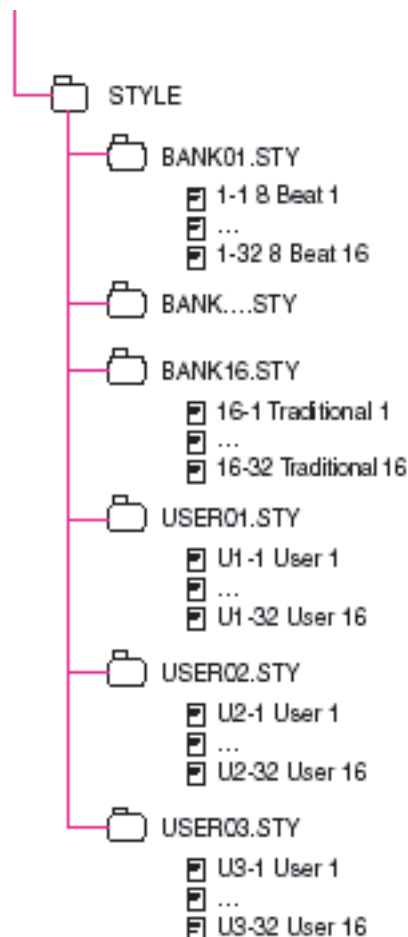 STYLE
BANK01.STY
1-1 8 Beat 1
...
1-32 8 Beat 16
BANK....STY
BANK16.STY
16-1 Traditional 1
...
16-32 Traditional 16
USER01.STY
U1-1 User 1
...
U1-32 User 16
USER02.STY
U2-1 User 1
...
U2-32 User 16
USER03.STY
U3-1 User 1
...
U3-32 User 16